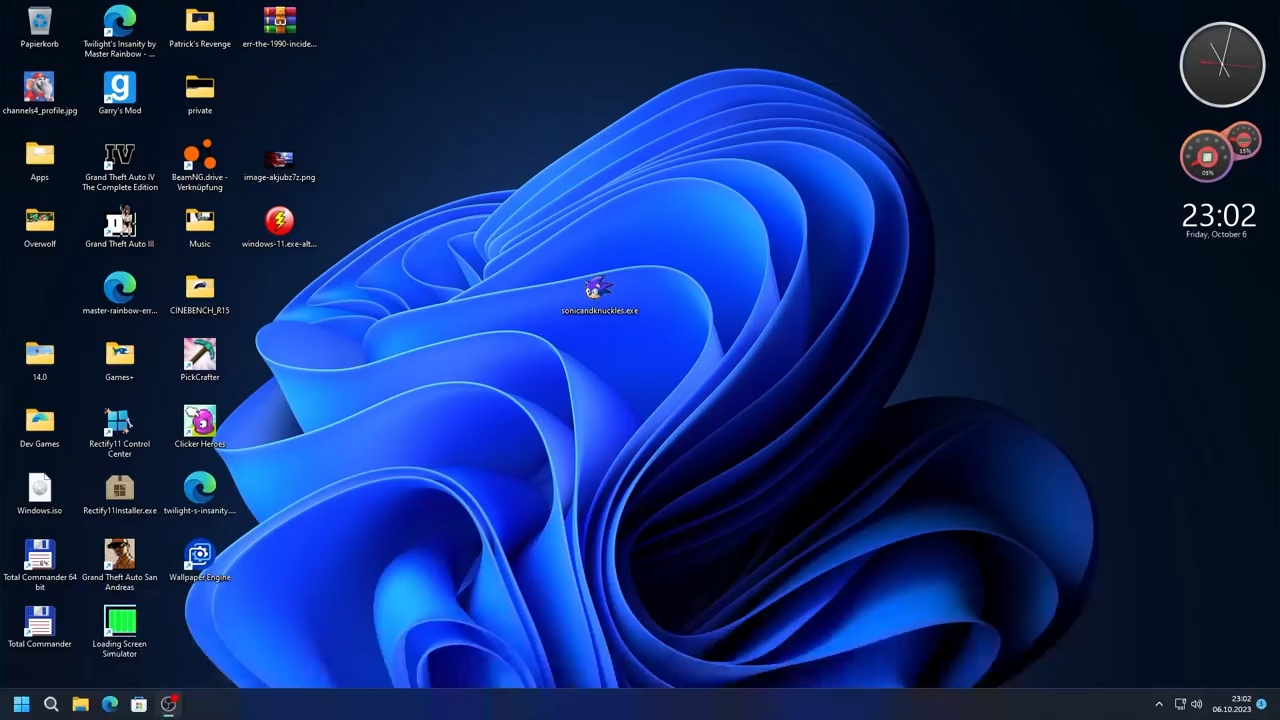 Papierkorb
Twilight's Insanity by
Master Rainbow - ...
Patrick's Revenge
err-the-1990-incide...
channels4_profile.jpg
Garry's Mod
private
Apps
Grand Theft Auto IV
The Complete Edition
BeamNG.drive -
Verknüpfung
image-akjubz7z.png
Overwolf
Grand Theft Auto III
Music
windows-11.exe-alt...
master-rainbow-err...
CINEBENCH_R15
sonicandknuckles.exe
14.0
Games+
PickCrafter
Dev Games
Rectify11 Control
Center
Clicker Heroes
Windows.iso
Rectify11Installer.exe
twilight-s-insanity....
Total Commander 64
bit
Grand Theft Auto San
Andreas
Wallpaper Engine
Total Commander
Loading Screen
Simulator
15%
03%
23:02
Friday, October 6
23:02
06.10.2023
3